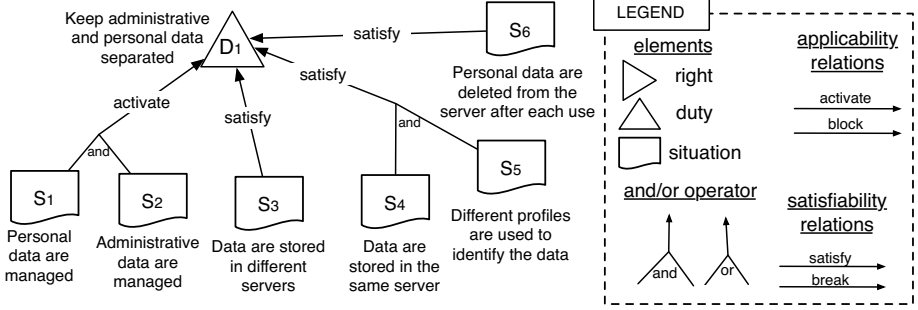 Keep administrative
and personal data
separated
D1
satisfy
S6
Personal data are
deleted from the
server after each use
activate
satisfy
satisfy
and
and
S1
S2
S3
S4
S5
Personal
data are
managed
Administrative
data are
managed
Data are stored
in different
servers
Data are
stored in the
same server
Different profiles
are used to
identify the data
LEGEND
elements
right
duty
situation
and/or operator
and
or
applicability
relations
activate
block
satisfiability
relations
satisfy
break